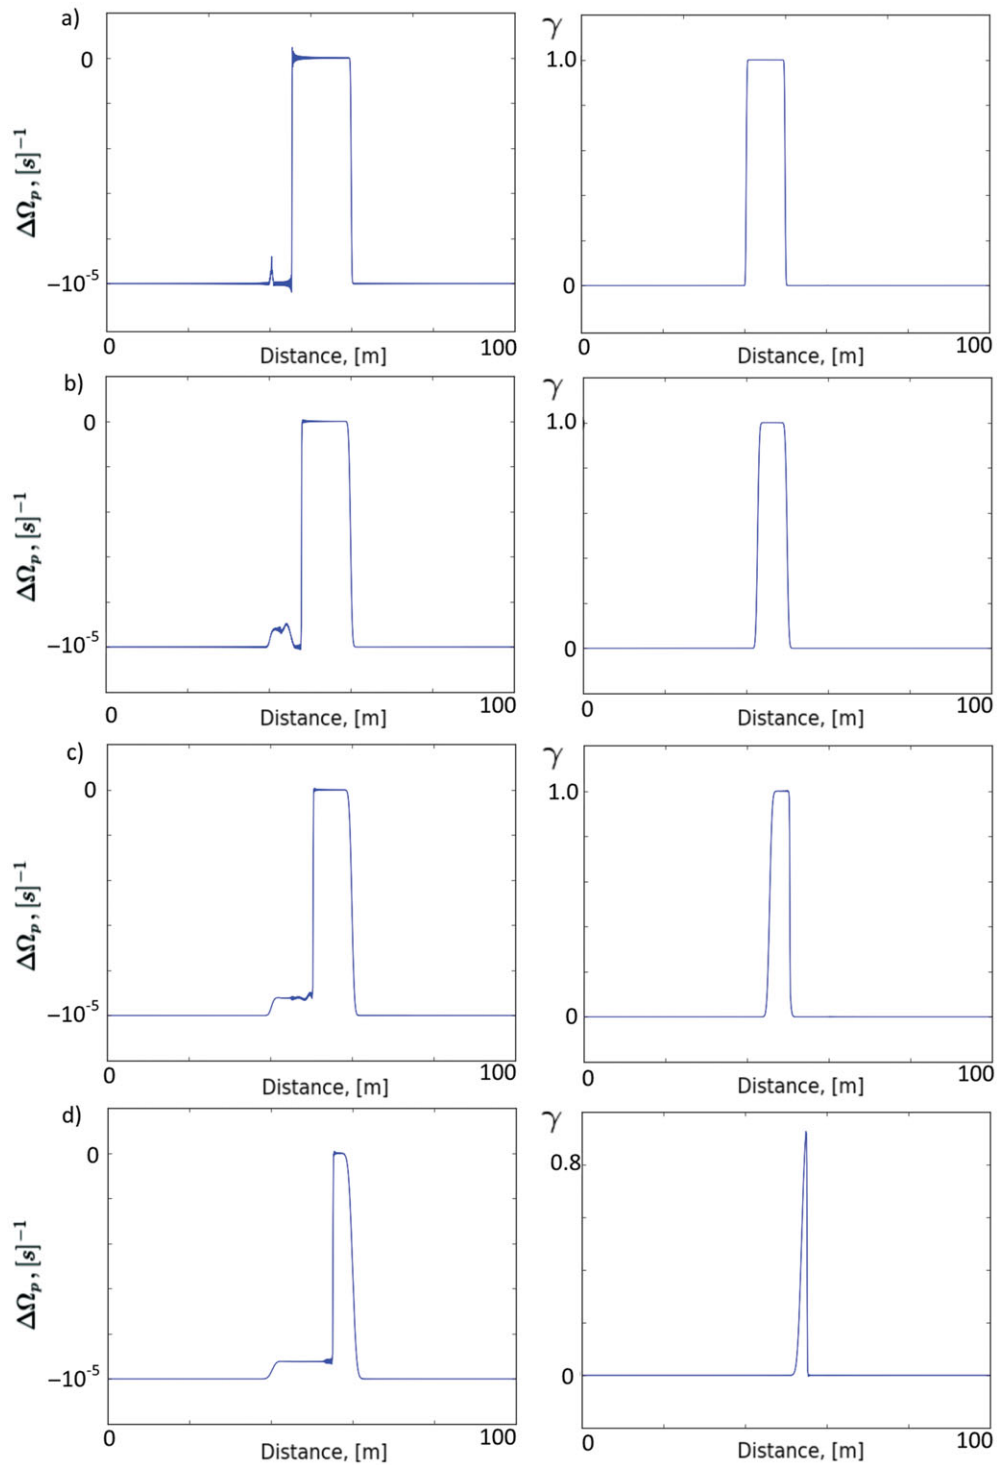 a)
γ
0
1.0
ΔΩₚ, [s]⁻¹
−10⁻⁵
0
0
Distance, [m]
100
0
Distance, [m]
100
b)
γ
0
1.0
ΔΩₚ, [s]⁻¹
−10⁻⁵
0
0
Distance, [m]
100
0
Distance, [m]
100
c)
γ
0
1.0
ΔΩₚ, [s]⁻¹
−10⁻⁵
0
0
Distance, [m]
100
0
Distance, [m]
100
d)
γ
0
0.8
ΔΩₚ, [s]⁻¹
−10⁻⁵
0
0
Distance, [m]
100
0
Distance, [m]
100